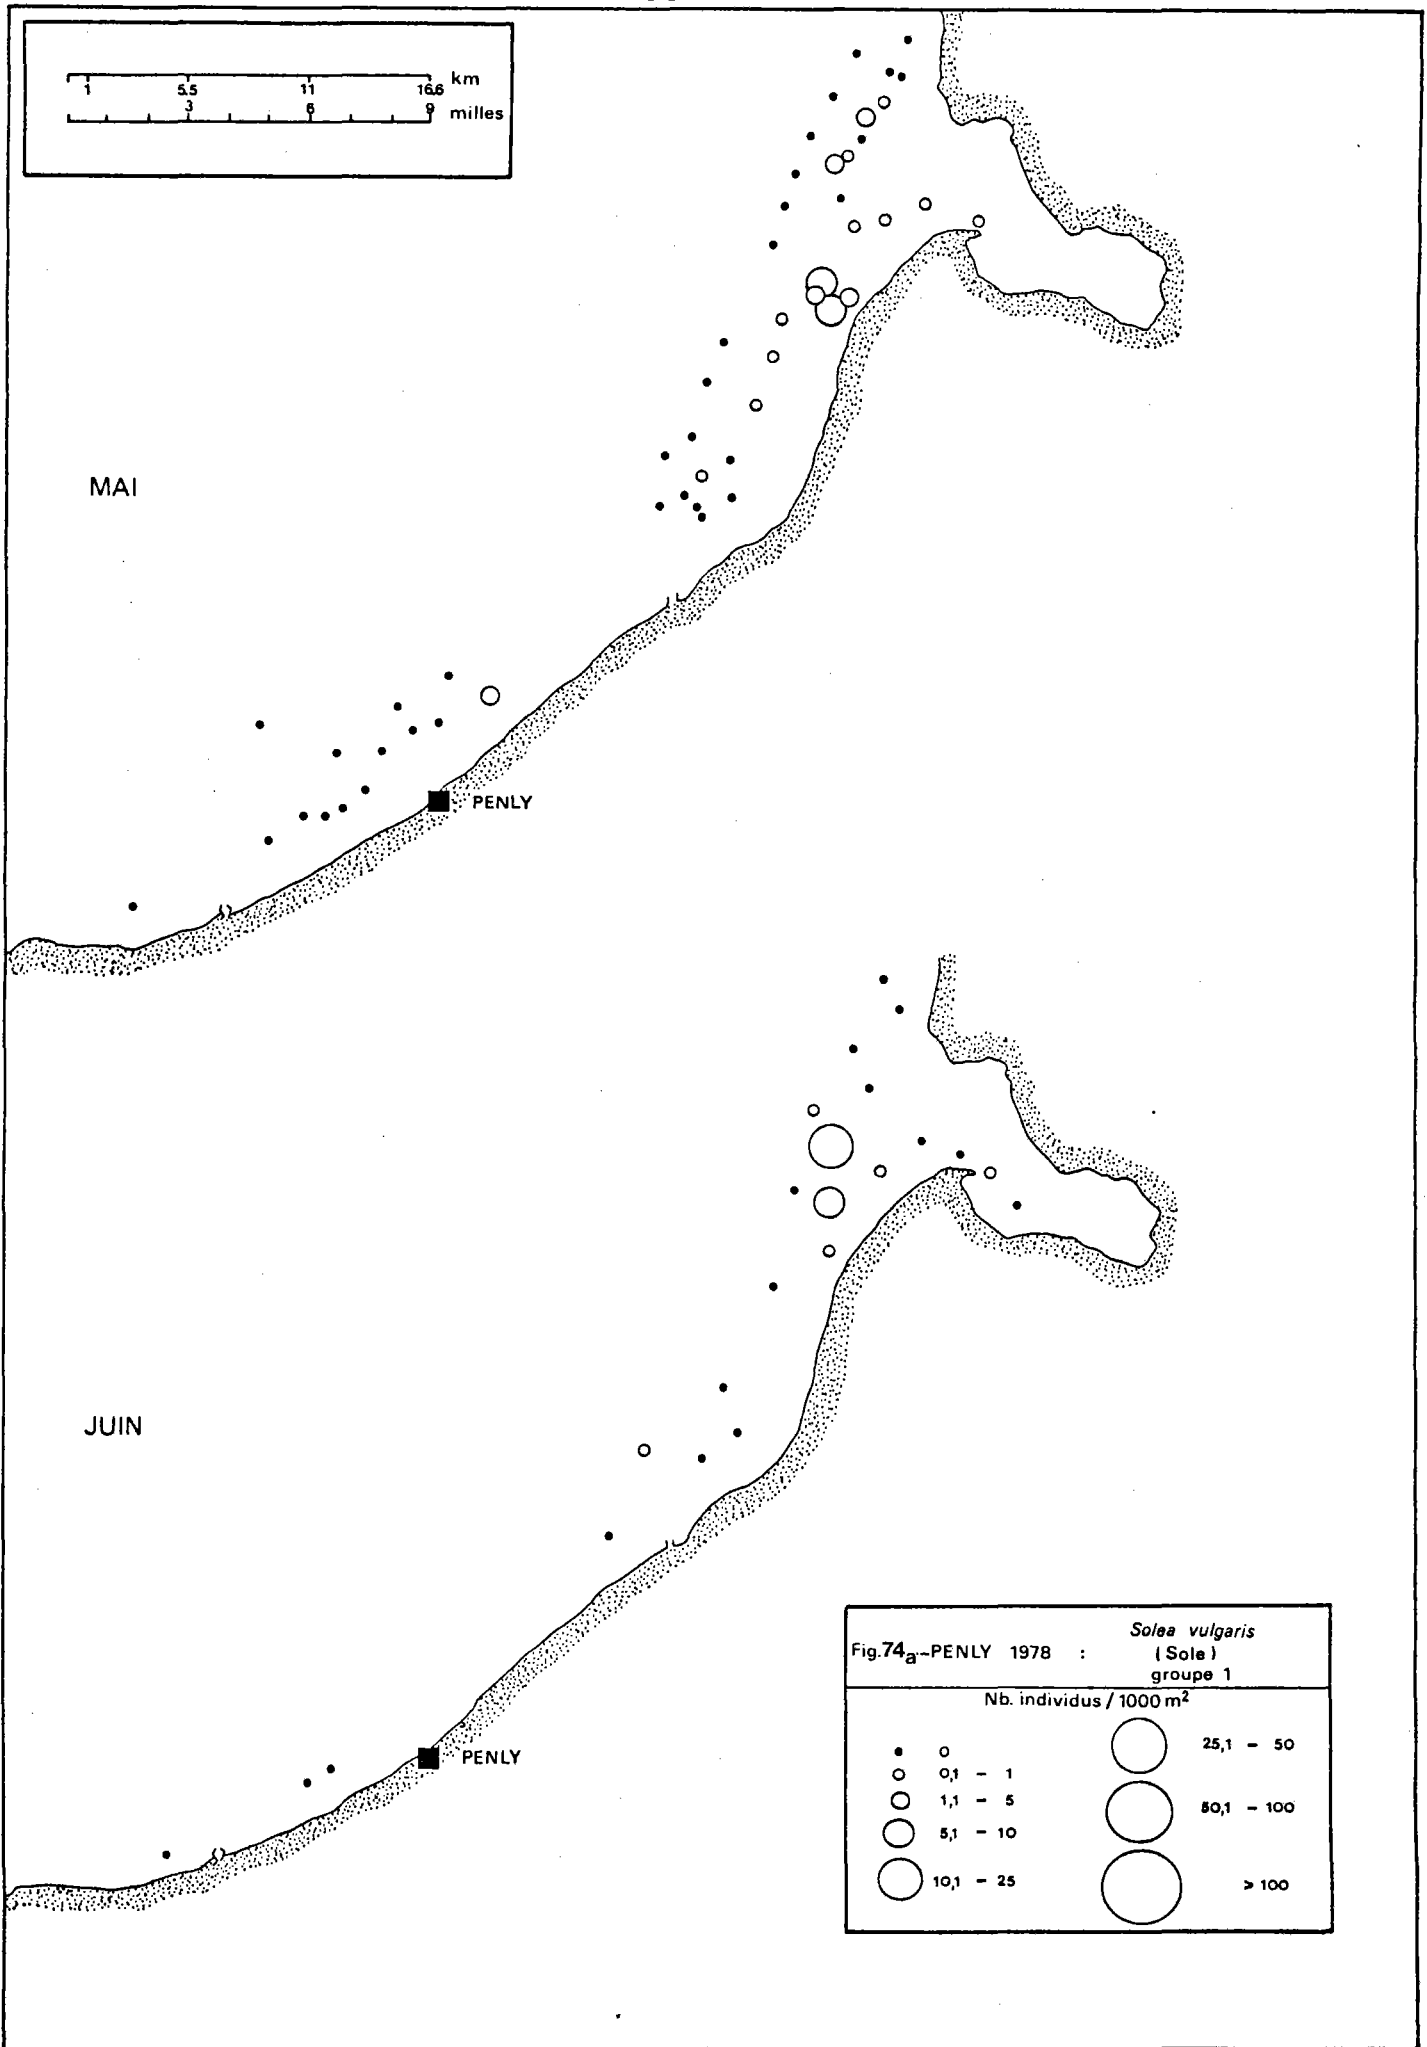 km
1 5.5 11 16.6
3 6 9
milles
MAI
PENLY
JUIN
PENLY
Fig.74a-PENLY 1978 :
Solea vulgaris
(Sole)
groupe 1
Nb. individus / 1000 m²
0
0,1 - 1
1,1 - 5
5,1 - 10
10,1 - 25
25,1 - 50
50,1 - 100
> 100